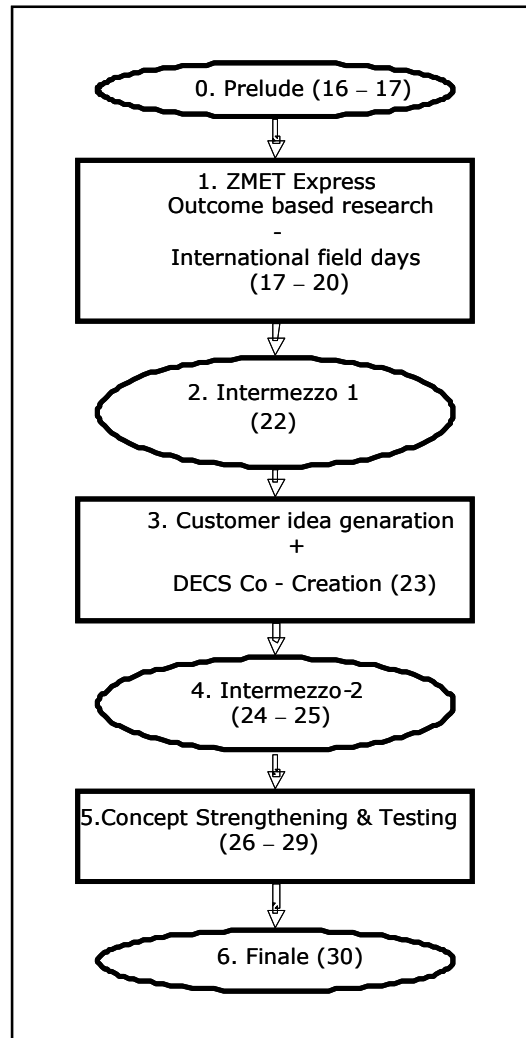 0. Prelude (16 – 17)
1. ZMET Express
Outcome based research
-
International field days
(17 – 20)
2. Intermezzo 1
(22)
3. Customer idea genaration
+
DECS Co - Creation (23)
4. Intermezzo-2
(24 – 25)
5.Concept Strengthening & Testing
(26 – 29)
6. Finale (30)